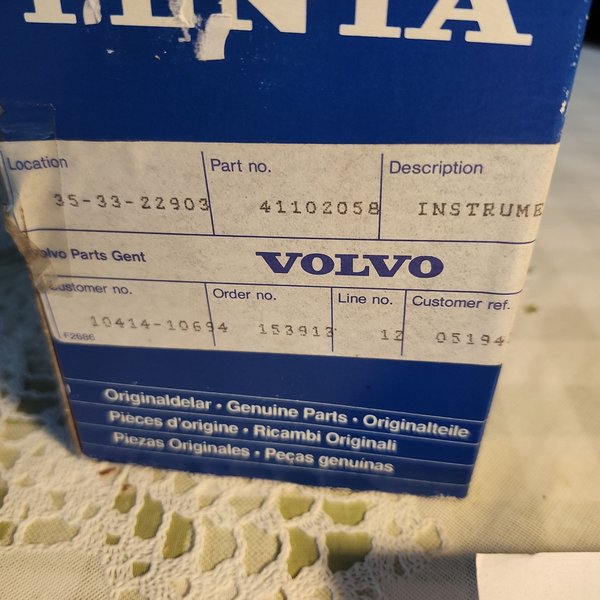 PENTA
Location Part no. Description
35-33-22903 41102058 INSTRUME
Volvo Parts Gent VOLVO
Customer no. Order no. Line no. Customer ref.
10414-10694 153913 12 05194
F2686
Originaldelar • Genuine Parts • Originalteile
Pièces d'origine • Ricambi Originali
Piezas Originales • Peças genuínas